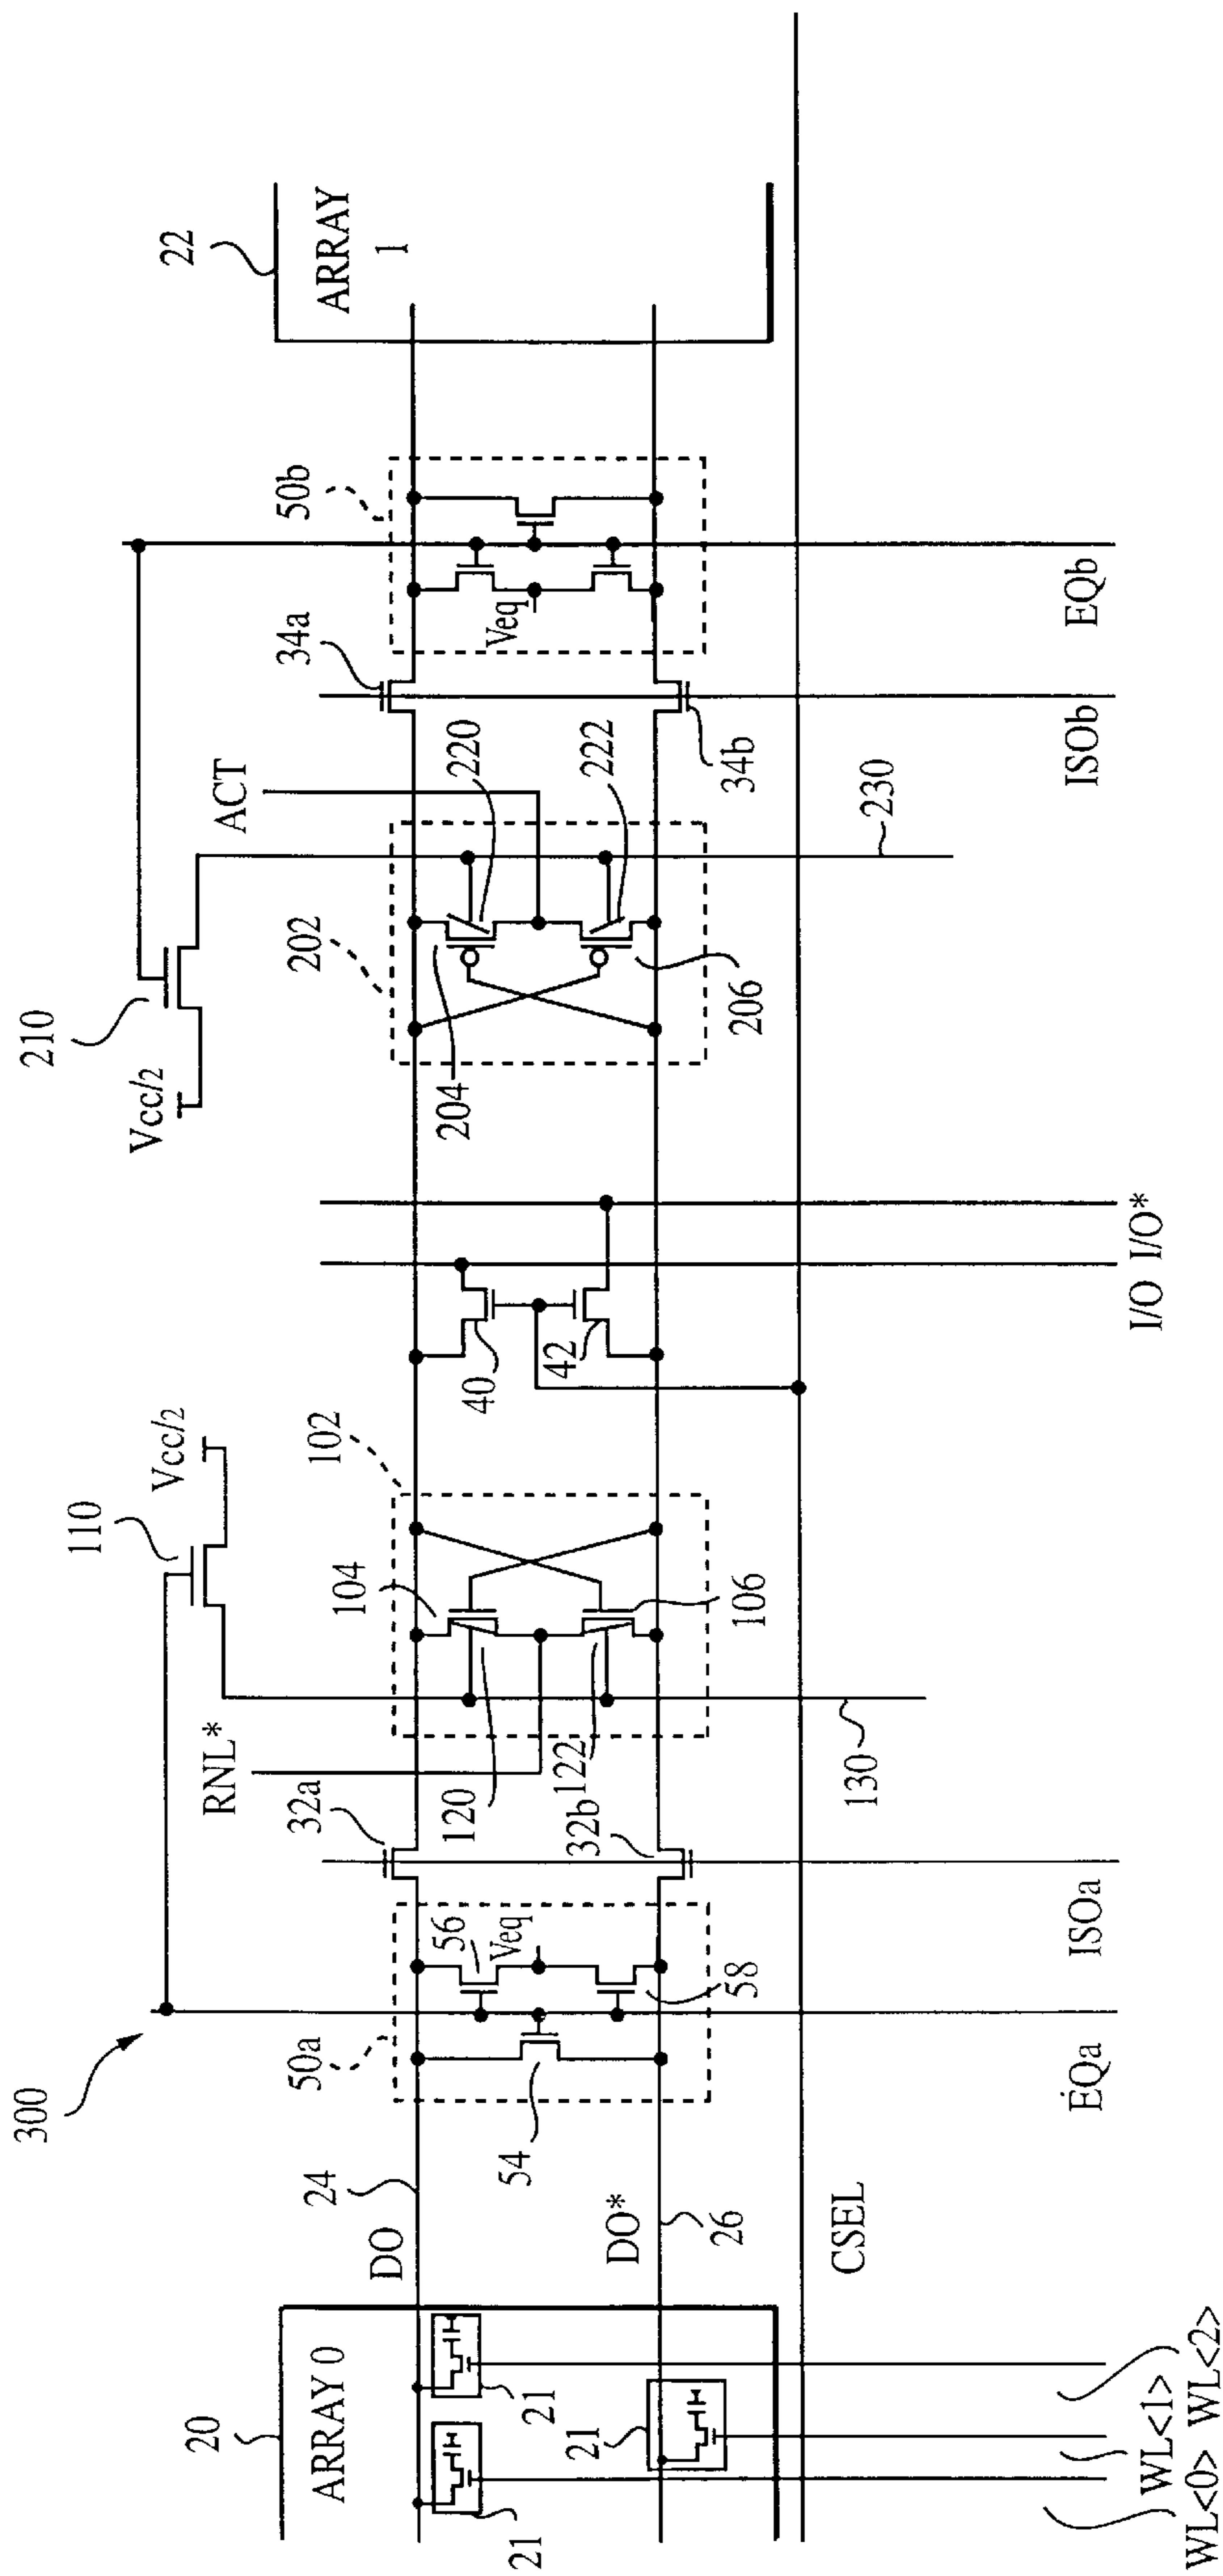 300
210
Vcc/2
110
Vcc/2
22
ARRAY
1
ACT
RNL*
20
ARRAY 0
DO
24
50a
32a
102
202
34a
50b
56
Veq
120
104
40
204
220
Veq
21
21
54
58
122
32b
106
42
206
222
34b
21
DO*
26
CSEL
130
230
EQa
ISOa
I/O I/O*
ISOb
EQb
WL<1>
WL<0> WL<2>